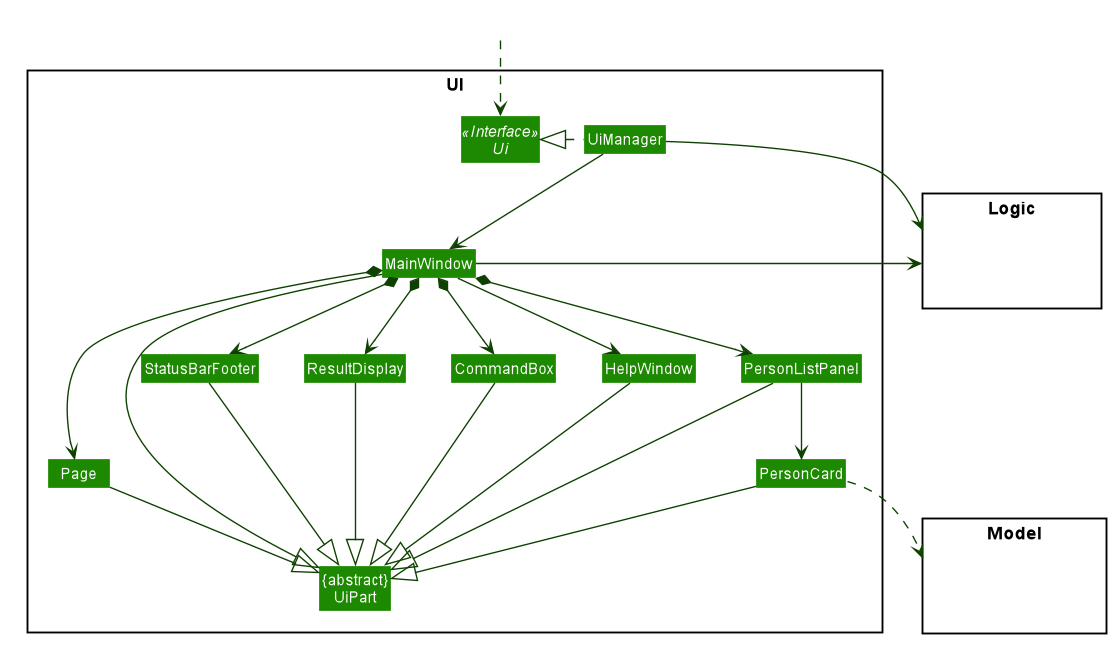 UI
«Interface»
Ui
UiManager
Logic
MainWindow
StatusBarFooter
ResultDisplay
CommandBox
HelpWindow
PersonListPanel
Page
PersonCard
Model
{abstract}
UiPart